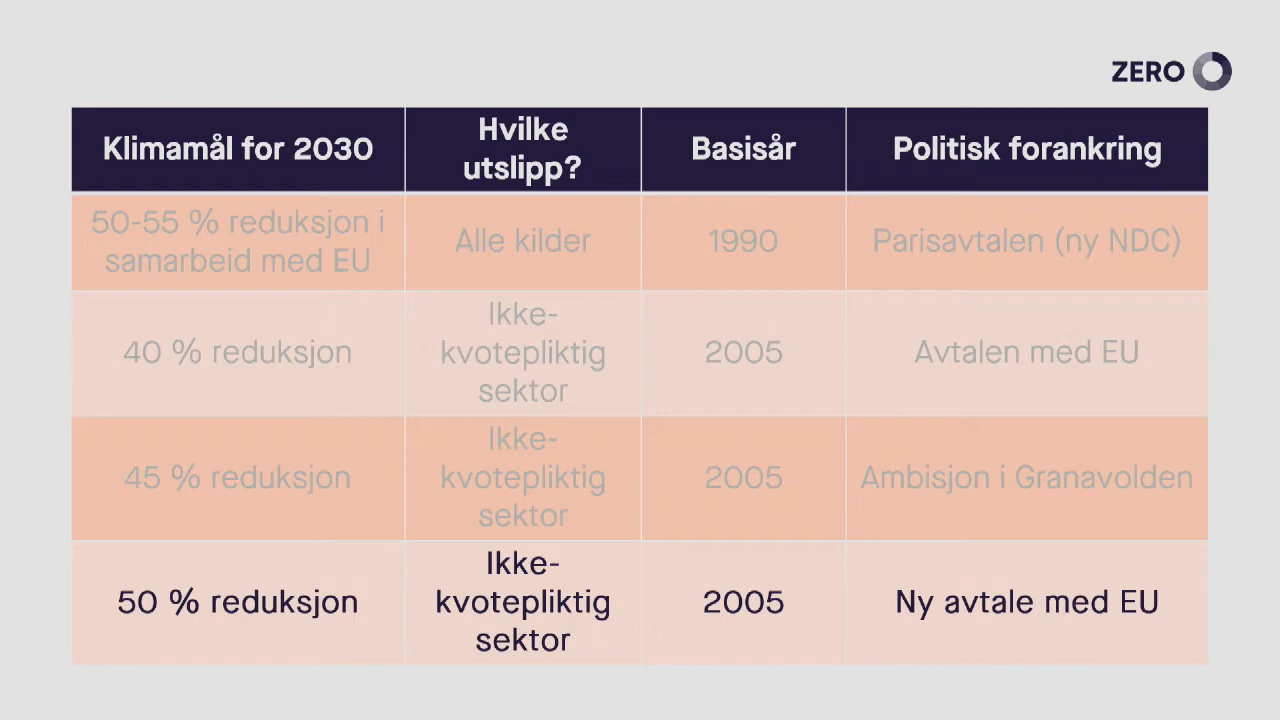 ZERO
Klimamål for 2030
Hvilke
utslipp?
Basisår
Politisk forankring
50-55 % reduksjon i
samarbeid med EU
Alle kilder
1990
Parisavtalen (ny NDC)
40 % reduksjon
Ikke-
kvotepliktig
sektor
2005
Avtalen med EU
45 % reduksjon
Ikke-
kvotepliktig
sektor
2005
Ambisjon i Granavolden
50 % reduksjon
Ikke-
kvotepliktig
sektor
2005
Ny avtale med EU